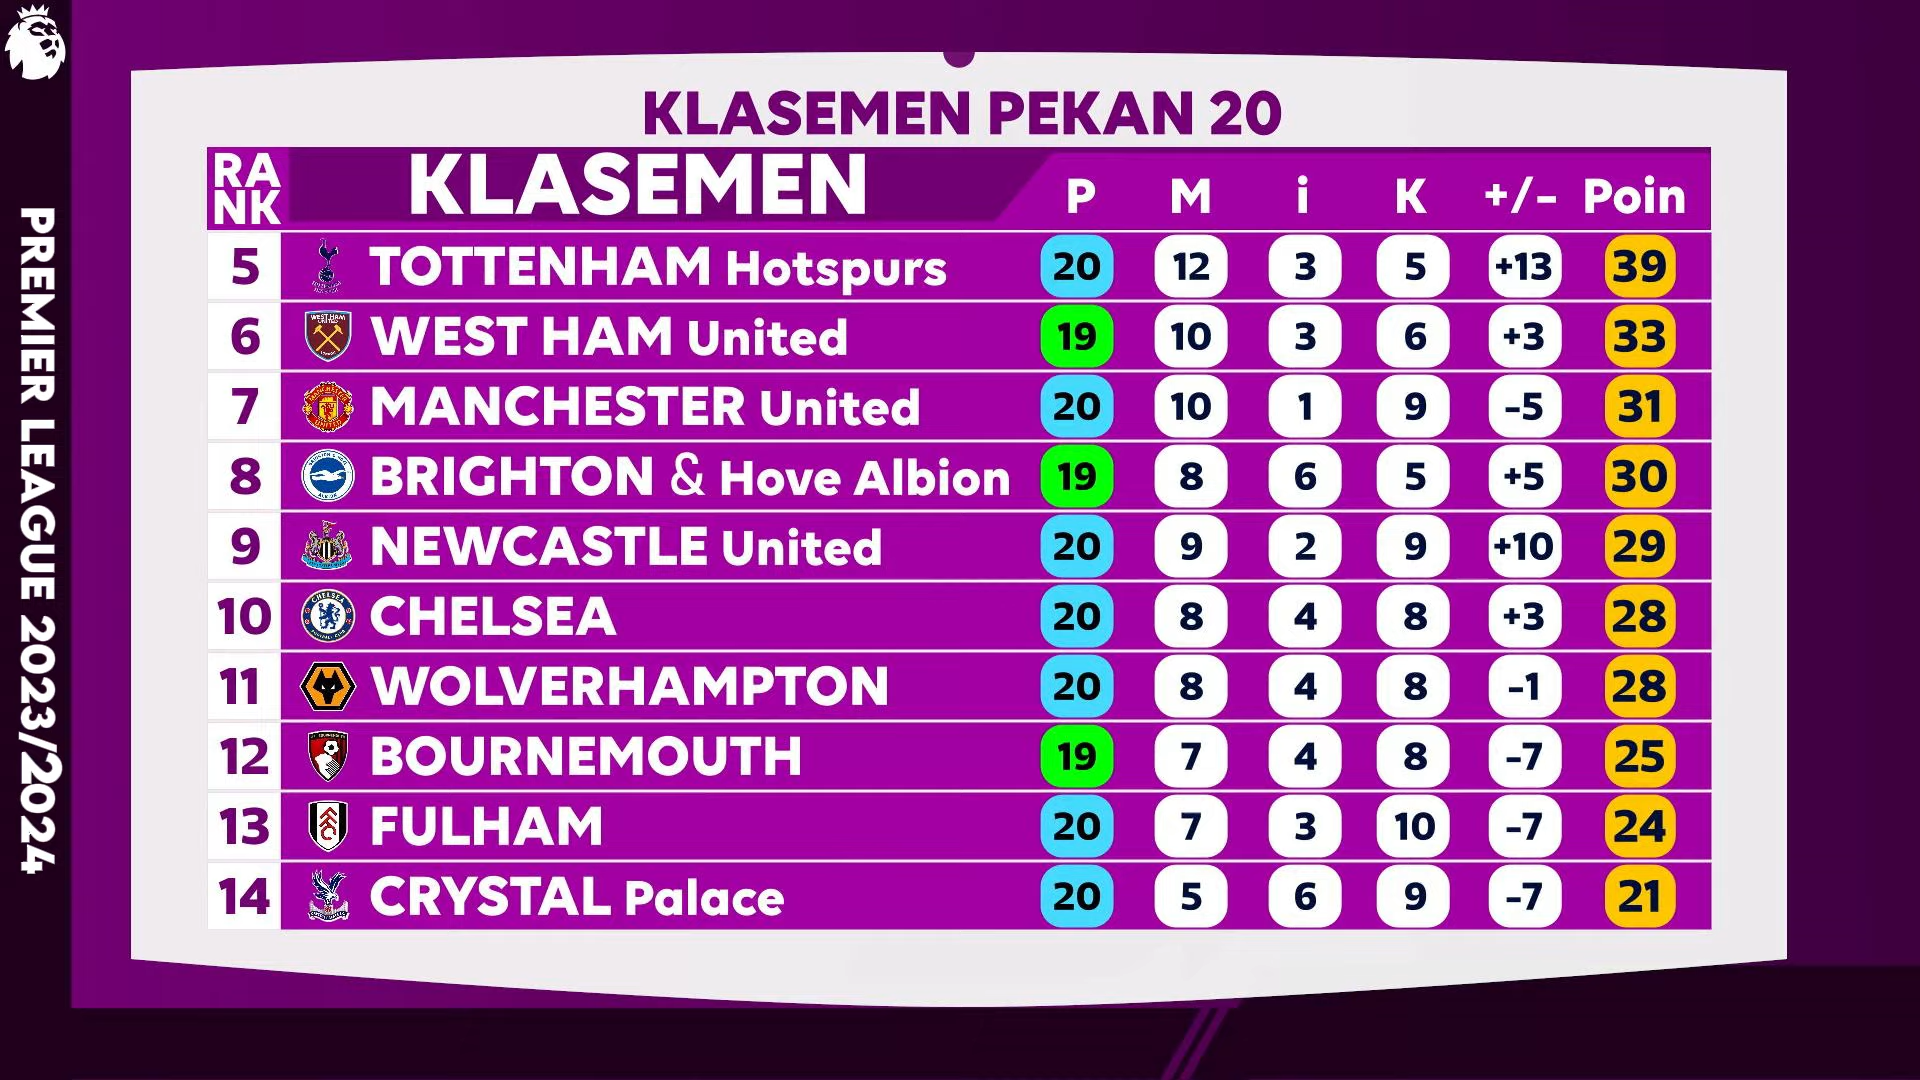 KLASEMEN PEKAN 20
RANK KLASEMEN P M i K +/- Poin
5 TOTTENHAM Hotspurs 20 12 3 5 +13 39
6 WEST HAM United 19 10 3 6 +3 33
7 MANCHESTER United 20 10 1 9 -5 31
8 BRIGHTON & Hove Albion 19 8 6 5 +5 30
9 NEWCASTLE United 20 9 2 9 +10 29
10 CHELSEA 20 8 4 8 +3 28
11 WOLVERHAMPTON 20 8 4 8 -1 28
12 BOURNEMOUTH 19 7 4 8 -7 25
13 FULHAM 20 7 3 10 -7 24
14 CRYSTAL Palace 20 5 6 9 -7 21
PREMIER LEAGUE 2023/2024